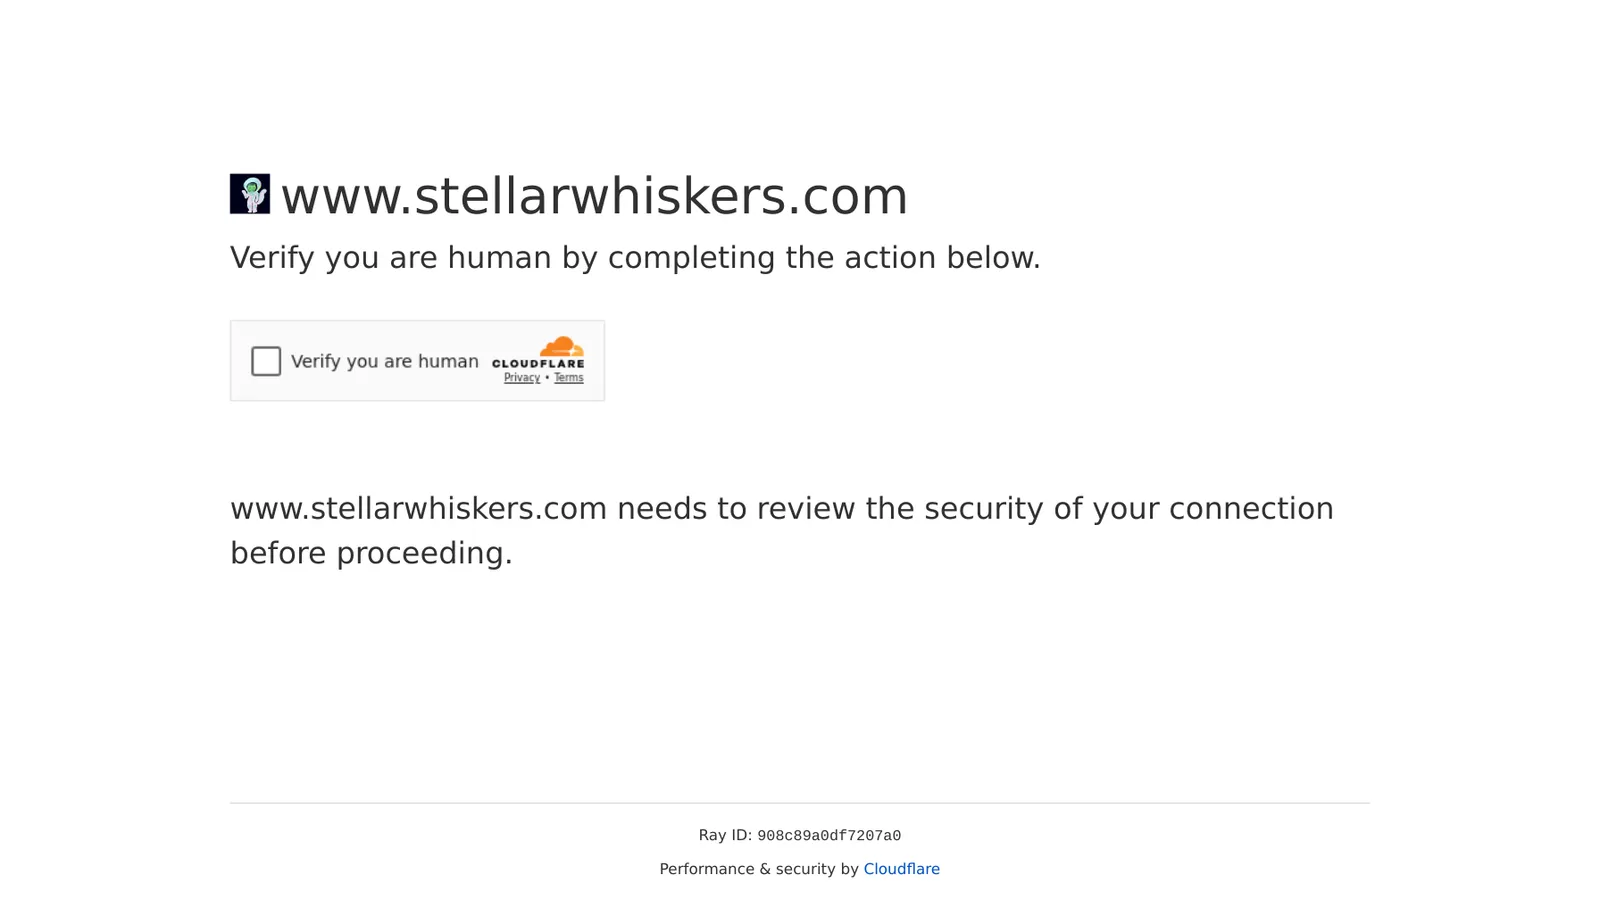 www.stellarwhiskers.com
Verify you are human by completing the action below.
Verify you are human
CLOUDFLARE
Privacy • Terms
www.stellarwhiskers.com needs to review the security of your connection
before proceeding.
Ray ID: 908c89a0df7207a0
Performance & security by Cloudflare